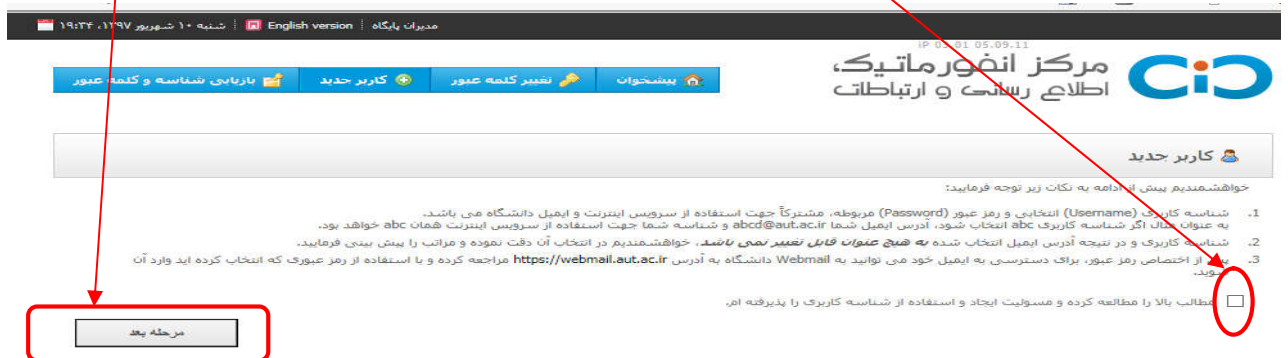 مدیران پایگاه | English version | شنبه ۱۰ شهریور ۱۳۹۷، ۱۹:۳۴
iP 03.01 05.09.11
مرکز انفورماتیک،
اطلاع رسانی و ارتباطات
پیشخوان تغییر کلمه عبور کاربر جدید بازیابی شناسه و کلمه عبور
کاربر جدید
خواهشمندیم پیش از ادامه به نکات زیر توجه فرمایید:
1. شناسه کاربری (Username) انتخابی و رمز عبور (Password) مربوطه، مشترکاً جهت استفاده از سرویس اینترنت و ایمیل دانشگاه می باشد.
به عنوان مثال اگر شناسه کاربری abc انتخاب شود، آدرس ایمیل شما abcd@aut.ac.ir و شناسه شما جهت استفاده از سرویس اینترنت همان abc خواهد بود.
2. شناسه کاربری و در نتیجه آدرس ایمیل انتخاب شده به هیچ عنوان قابل تغییر نمی باشد، خواهشمندیم در انتخاب آن دقت نموده و مراتب را پیش بینی فرمایید.
3. پس از اختصاص رمز عبور، برای دسترسی به ایمیل خود می توانید به Webmail دانشگاه به آدرس https://webmail.aut.ac.ir مراجعه کرده و با استفاده از رمز عبوری که انتخاب کرده اید وارد آن
شوید.
مطالب بالا را مطالعه کرده و مسولیت ایجاد و استفاده از شناسه کاربری را پذیرفته ام.
مرحله بعد